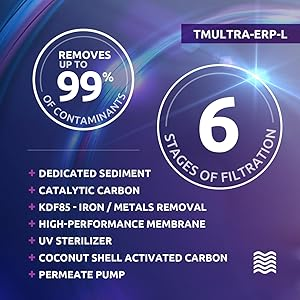 TMULTRA-ERP-L
REMOVES
UP TO
99%
OF CONTAMINANTS
6
STAGES OF FILTRATION
+ DEDICATED SEDIMENT
+ CATALYTIC CARBON
+ KDF85 - IRON / METALS REMOVAL
+ HIGH-PERFORMANCE MEMBRANE
+ UV STERILIZER
+ COCONUT SHELL ACTIVATED CARBON
+ PERMEATE PUMP